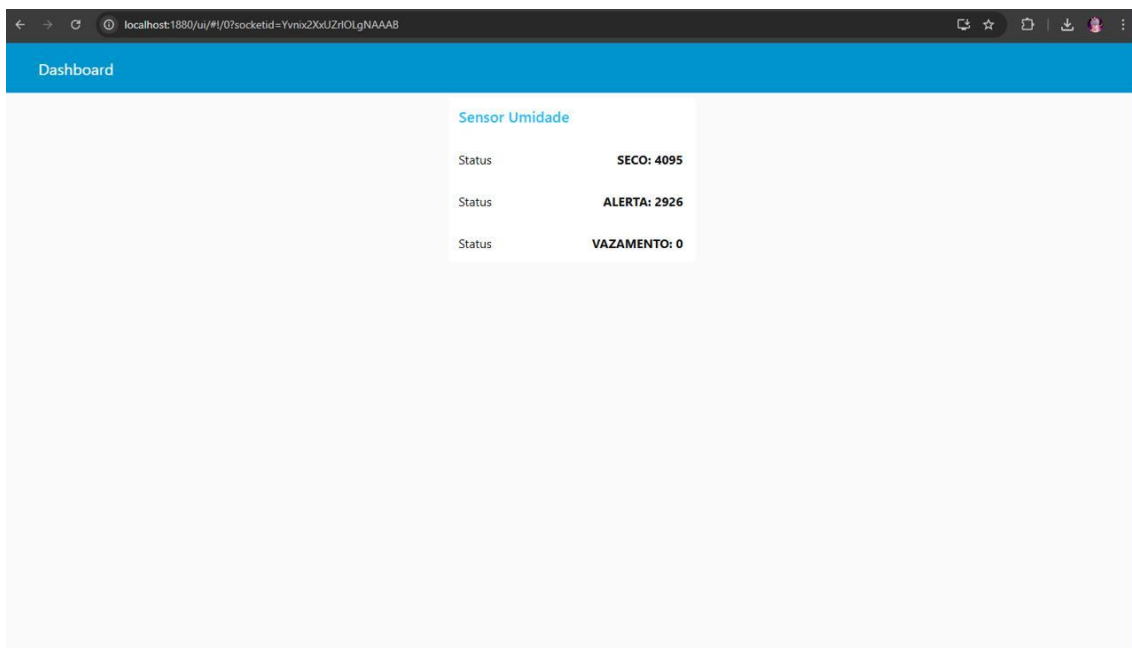 localhost:1880/ui/#!/0?socketid=Yvnix2XxUZrlOLgNAAAB
Dashboard
Sensor Umidade
Status SECO: 4095
Status ALERTA: 2926
Status VAZAMENTO: 0